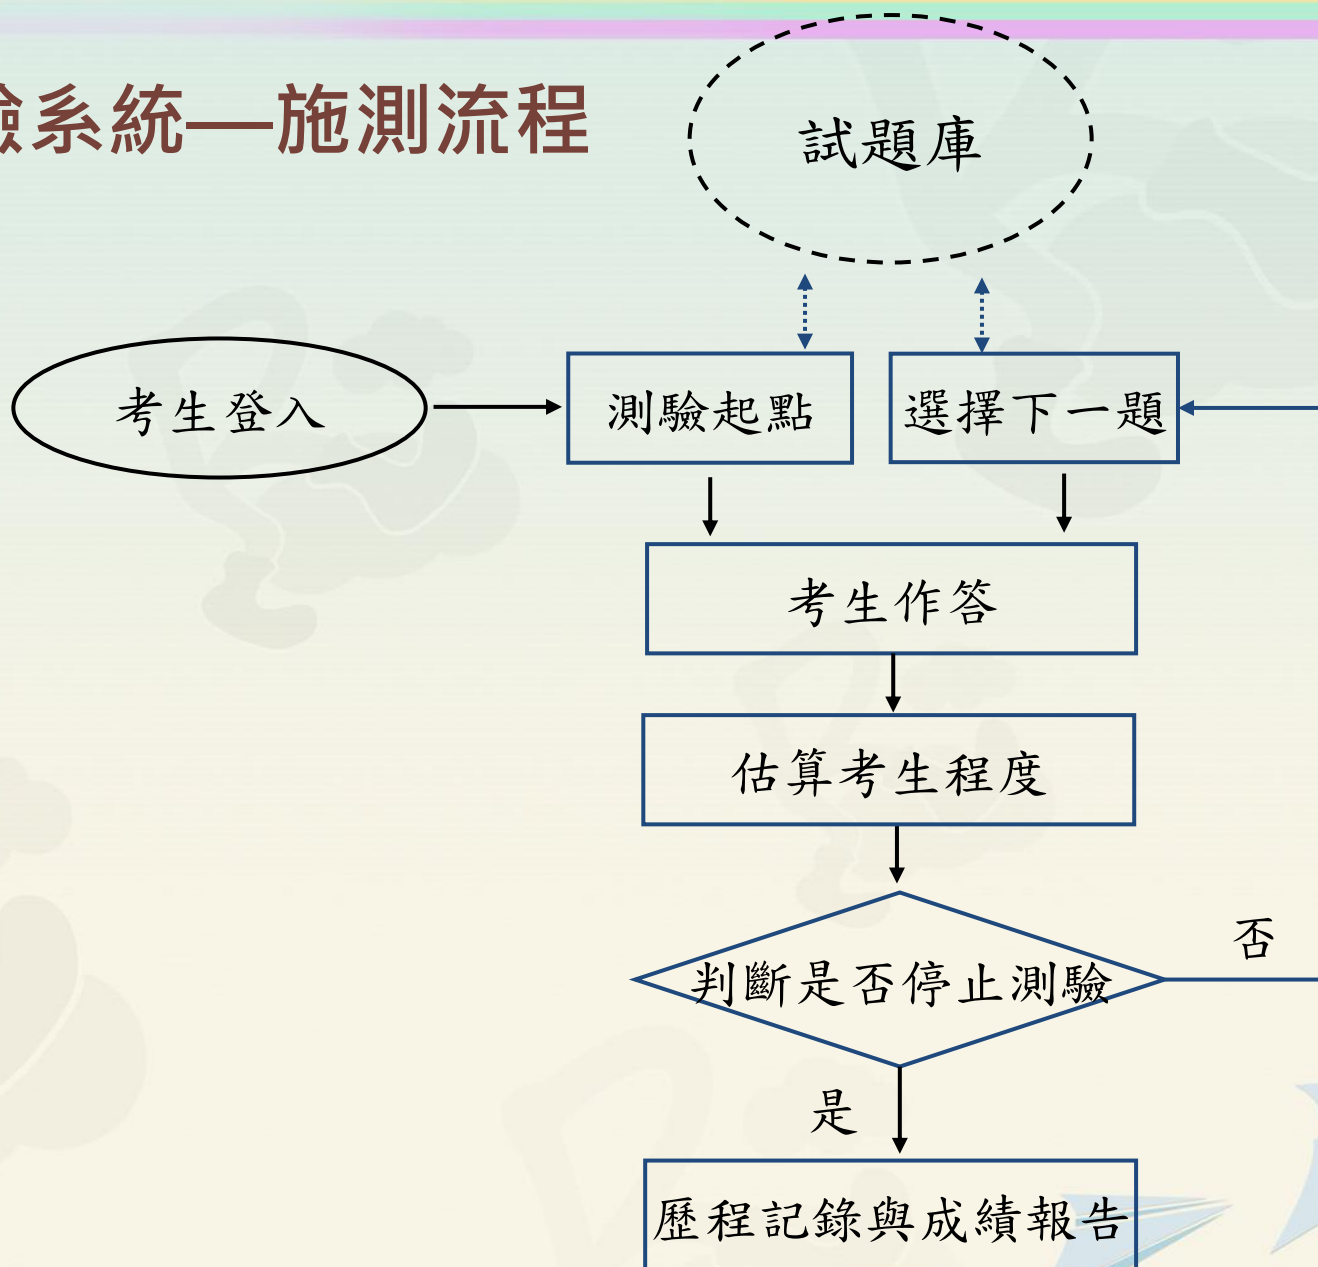 驗系統—施測流程
試題庫
考生登入
測驗起點
選擇下一題
考生作答
估算考生程度
判斷是否停止測驗
否
是
歷程記錄與成績報告